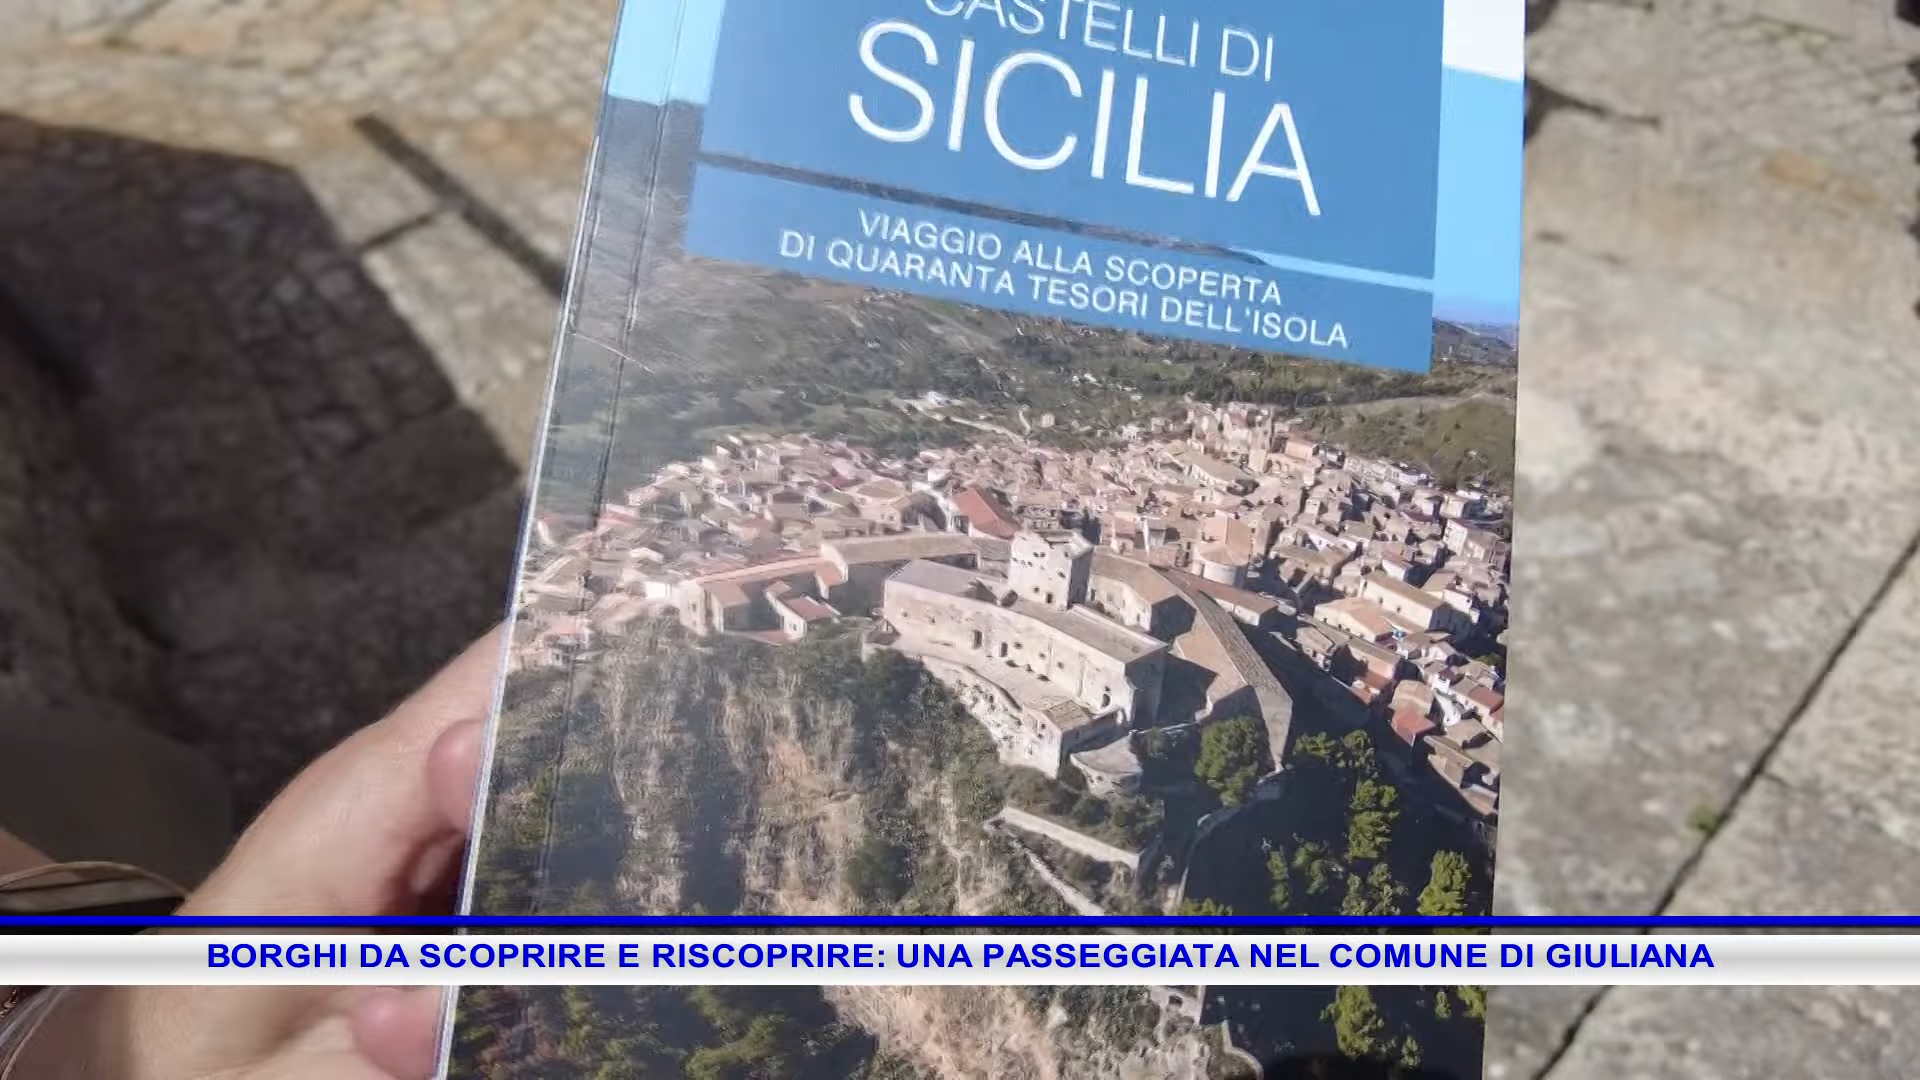 CASTELLI DI
SICILIA
VIAGGIO ALLA SCOPERTA
DI QUARANTA TESORI DELL'ISOLA
BORGHI DA SCOPRIRE E RISCOPRIRE: UNA PASSEGGIATA NEL COMUNE DI GIULIANA